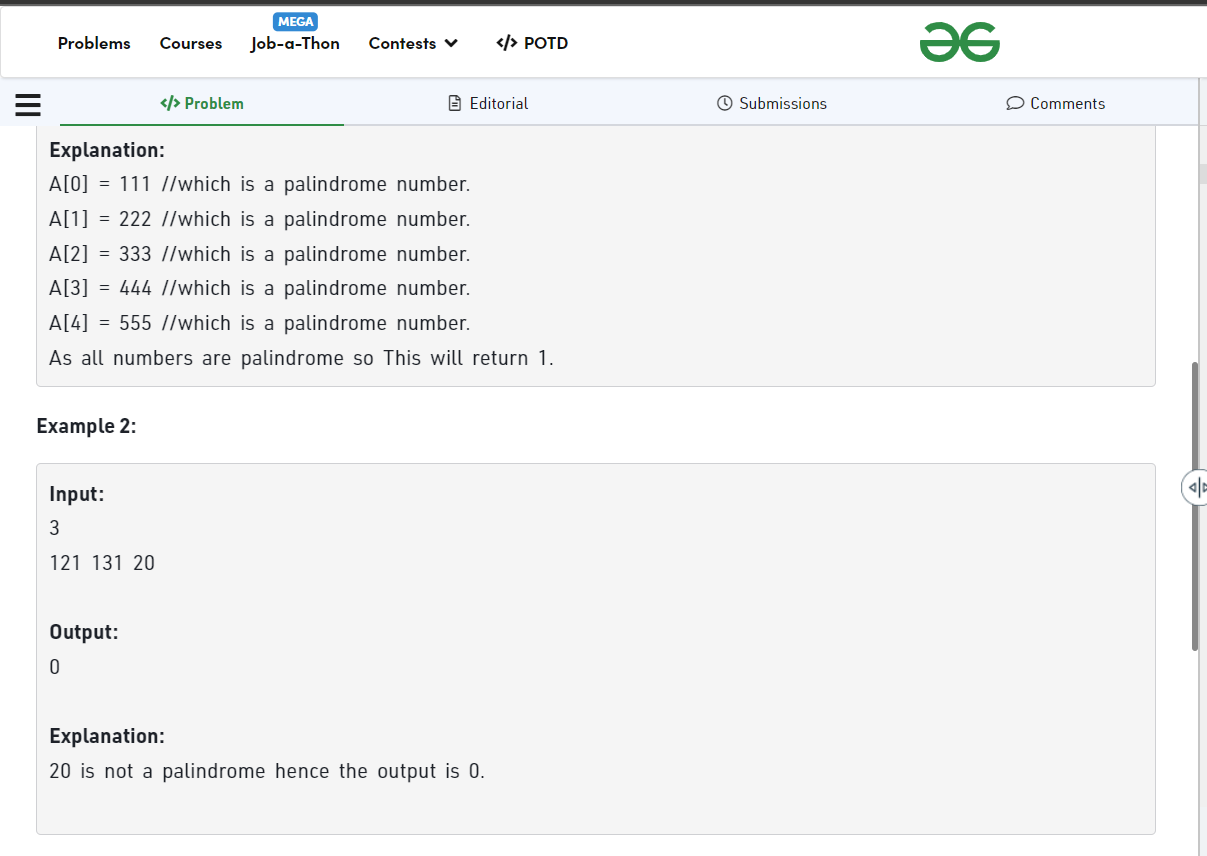 MEGA
Problems Courses Job-a-Thon Contests </> POTD
</> Problem Editorial Submissions Comments
Explanation:
A[0] = 111 //which is a palindrome number.
A[1] = 222 //which is a palindrome number.
A[2] = 333 //which is a palindrome number.
A[3] = 444 //which is a palindrome number.
A[4] = 555 //which is a palindrome number.
As all numbers are palindrome so This will return 1.
Example 2:
Input:
3
121 131 20
Output:
0
Explanation:
20 is not a palindrome hence the output is 0.